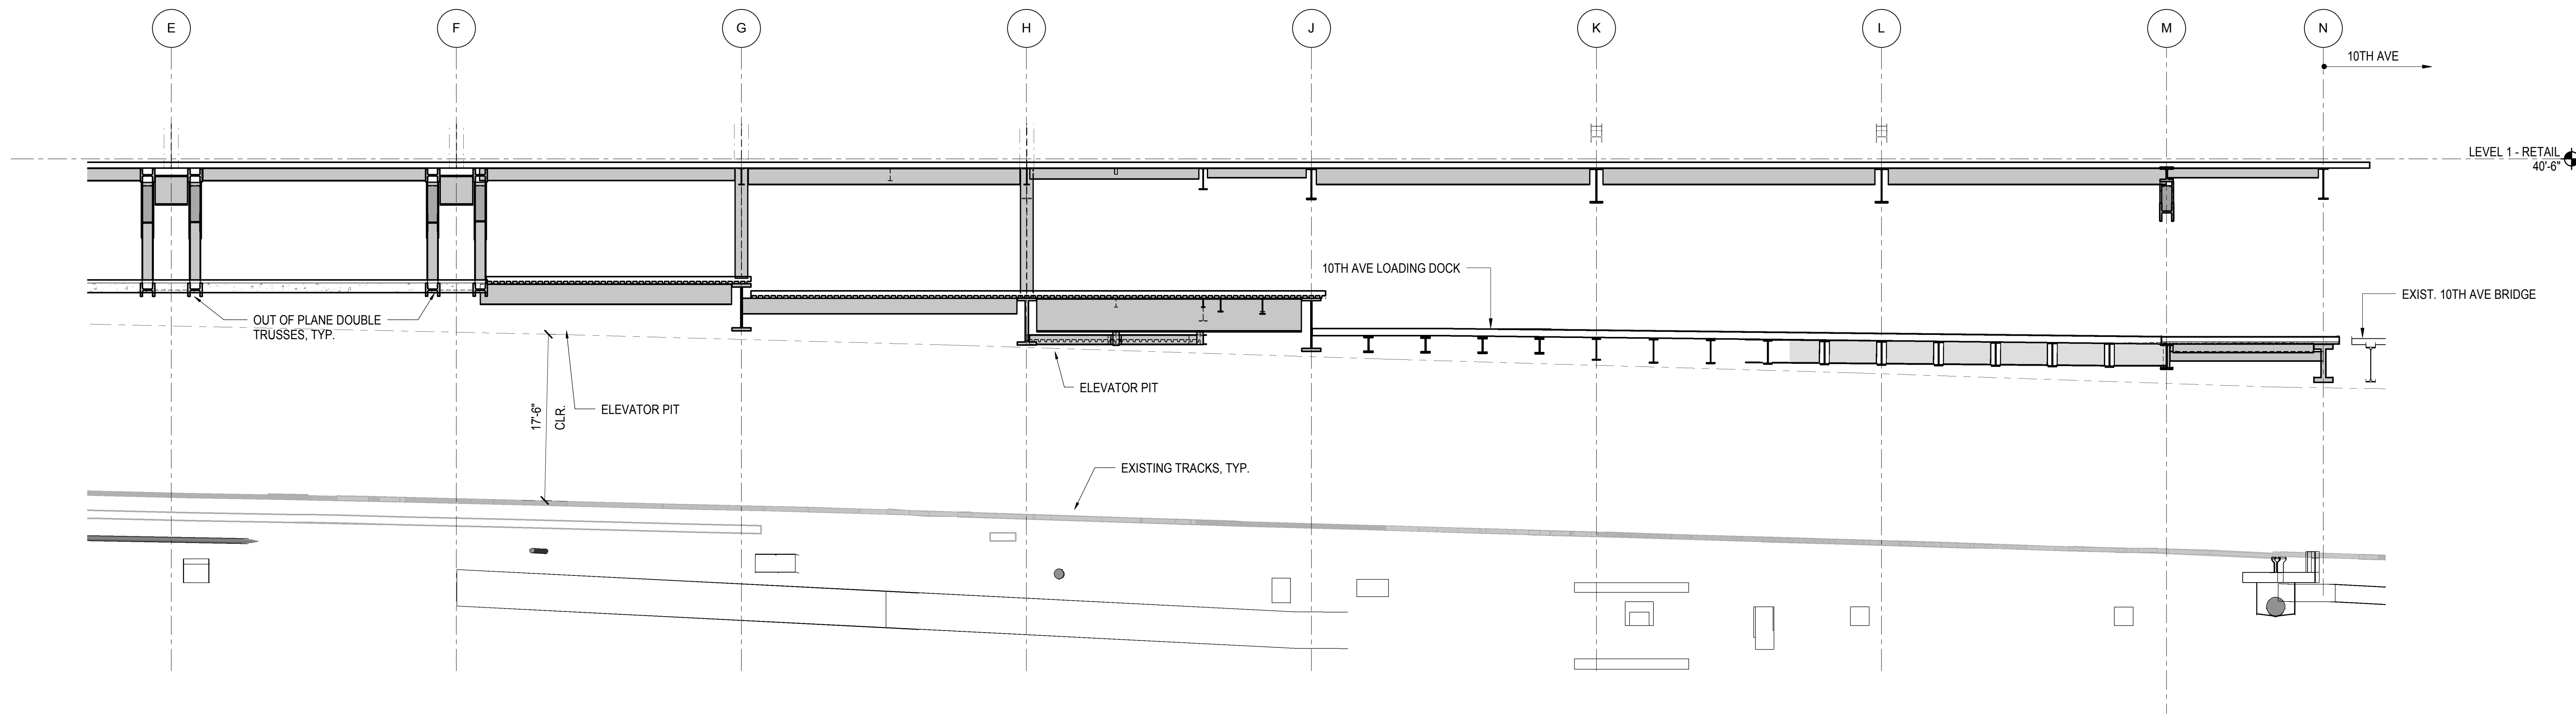 E
F
G
H
J
K
L
M
N
10TH AVE
LEVEL 1 - RETAIL
40'-6"
10TH AVE LOADING DOCK
EXIST. 10TH AVE BRIDGE
OUT OF PLANE DOUBLE
TRUSSES, TYP.
ELEVATOR PIT
ELEVATOR PIT
17'-6"
CLR.
EXISTING TRACKS, TYP.